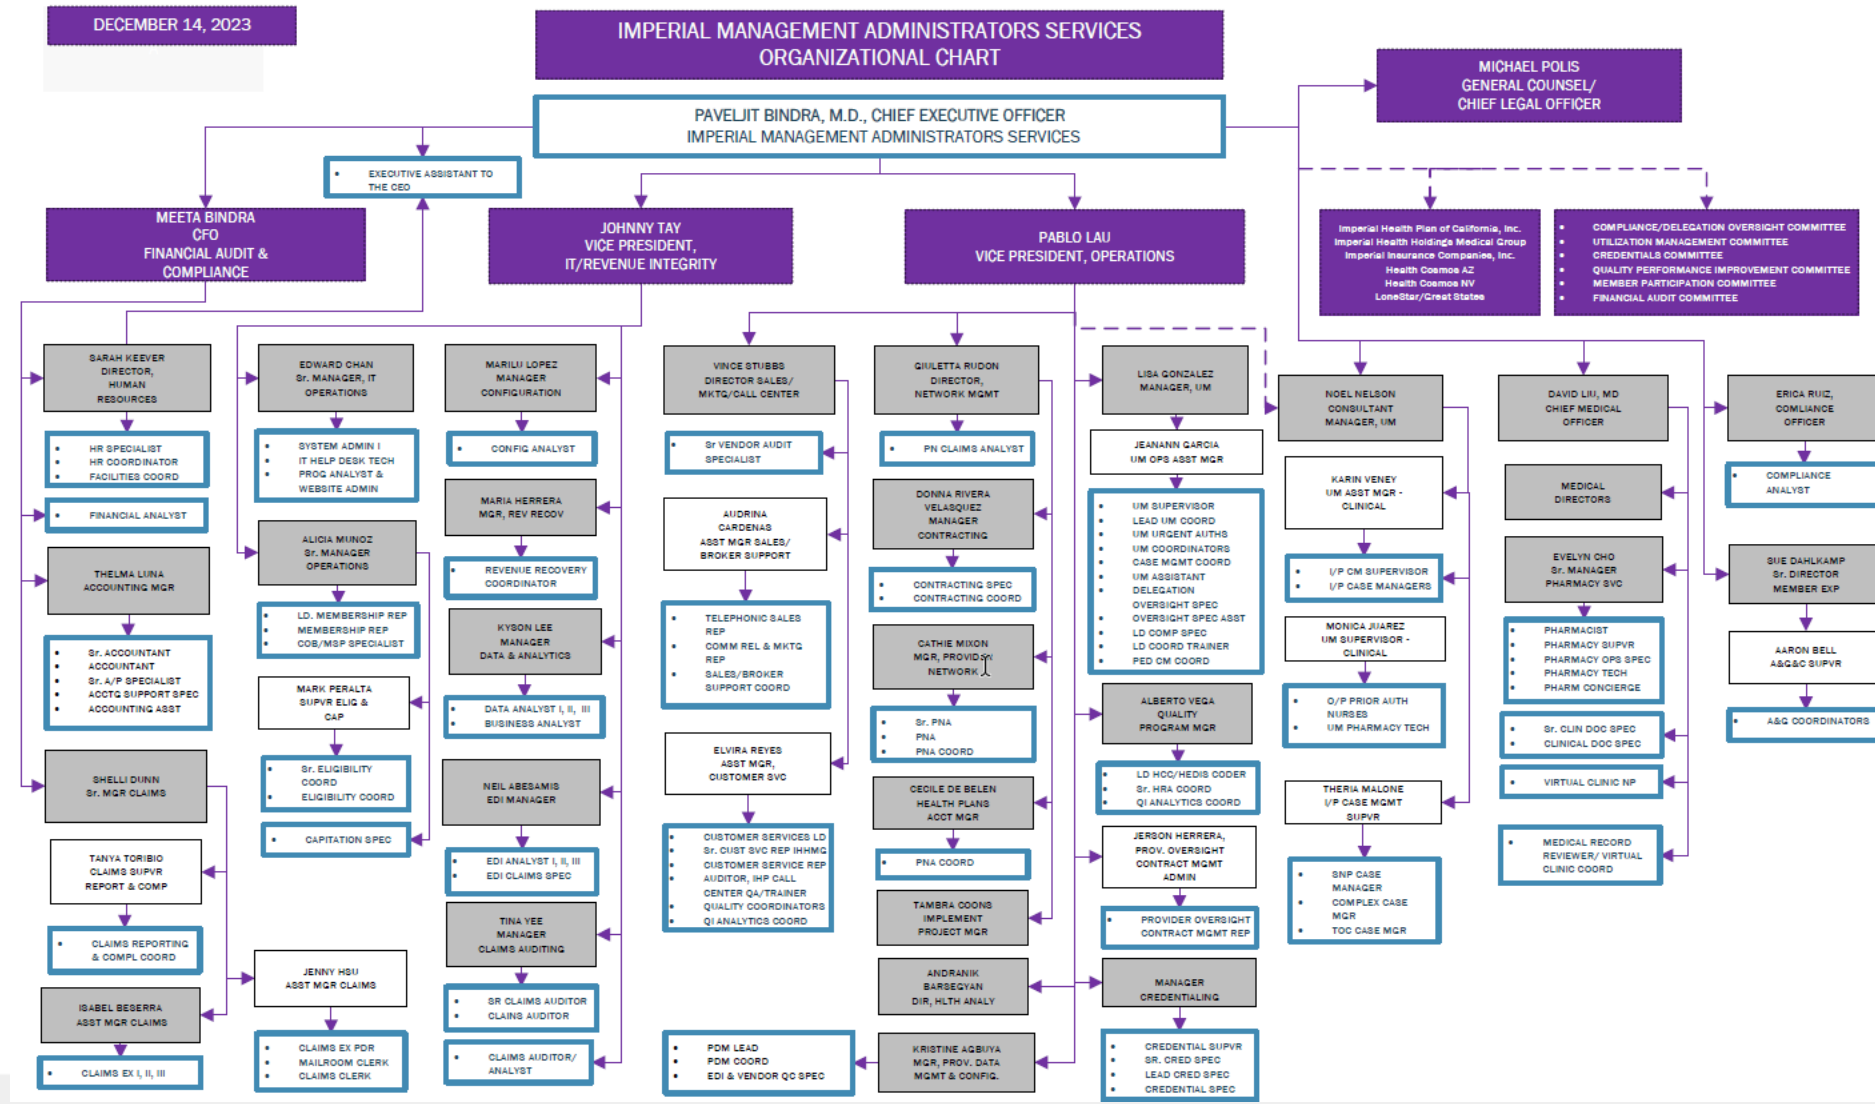 DECEMBER 14, 2023
IMPERIAL MANAGEMENT ADMINISTRATORS SERVICES
ORGANIZATIONAL CHART
MICHAEL POLIS
GENERAL COUNSEL/
CHIEF LEGAL OFFICER
PAVELJIT BINDRA, M.D., CHIEF EXECUTIVE OFFICER
IMPERIAL MANAGEMENT ADMINISTRATORS SERVICES
• EXECUTIVE ASSISTANT TO
THE CEO
MEETA BINDRA
CFO
FINANCIAL AUDIT &
COMPLIANCE
JOHNNY TAY
VICE PRESIDENT,
IT/REVENUE INTEGRITY
PABLO LAU
VICE PRESIDENT, OPERATIONS
Imperial Health Plan of California, Inc.
Imperial Health Holdings Medical Group
Imperial Insurance Companies, Inc.
Health Cosmos AZ
Health Cosmos NV
LoneStar/Great States
• COMPLIANCE/DELEGATION OVERSIGHT COMMITTEE
• UTILIZATION MANAGEMENT COMMITTEE
• CREDENTIALS COMMITTEE
• QUALITY PERFORMANCE IMPROVEMENT COMMITTEE
• MEMBER PARTICIPATION COMMITTEE
• FINANCIAL AUDIT COMMITTEE
SARAH KEEVER
DIRECTOR,
HUMAN
RESOURCES
• HR SPECIALIST
• HR COORDINATOR
• FACILITIES COORD
• FINANCIAL ANALYST
THELMA LUNA
ACCOUNTING MGR
• Sr. ACCOUNTANT
• ACCOUNTANT
• Sr. A/P SPECIALIST
• ACCTG SUPPORT SPEC
• ACCOUNTING ASST
SHELLI DUNN
Sr. MGR CLAIMS
TANYA TORIBIO
CLAIMS SUPVR
REPORT & COMP
• CLAIMS REPORTING
& COMPL COORD
ISABEL BESERRA
ASST MGR CLAIMS
• CLAIMS EX I, II, III
JENNY HSU
ASST MGR CLAIMS
• CLAIMS EX PDR
• MAILROOM CLERK
• CLAIMS CLERK
EDWARD CHAN
Sr. MANAGER, IT
OPERATIONS
• SYSTEM ADMIN I
• IT HELP DESK TECH
• PROG ANALYST &
WEBSITE ADMIN
ALICIA MUNOZ
Sr. MANAGER
OPERATIONS
• LD. MEMBERSHIP REP
• MEMBERSHIP REP
• COB/MSP SPECIALIST
MARK PERALTA
SUPVR ELIG &
CAP
• Sr. ELIGIBILITY
COORD
• ELIGIBILITY COORD
• CAPITATION SPEC
MARILU LOPEZ
MANAGER
CONFIGURATION
• CONFIG ANALYST
MARIA HERRERA
MGR, REV RECOV
• REVENUE RECOVERY
COORDINATOR
KYSON LEE
MANAGER
DATA & ANALYTICS
• DATA ANALYST I, II, III
• BUSINESS ANALYST
NEIL ABESAMIS
EDI MANAGER
• EDI ANALYST I, II, III
• EDI CLAIMS SPEC
TINA YEE
MANAGER
CLAIMS AUDITING
• SR CLAIMS AUDITOR
• CLAINS AUDITOR
• CLAIMS AUDITOR/
ANALYST
VINCE STUBBS
DIRECTOR SALES/
MKTG/CALL CENTER
• Sr VENDOR AUDIT
SPECIALIST
AUDRINA
CARDENAS
ASST MGR SALES/
BROKER SUPPORT
• TELEPHONIC SALES
REP
• COMM REL & MKTG
REP
• SALES/BROKER
SUPPORT COORD
ELVIRA REYES
ASST MGR,
CUSTOMER SVC
• CUSTOMER SERVICES LD
• Sr. CUST SVC REP IHHMG
• CUSTOMER SERVICE REP
• AUDITOR, IHP CALL
CENTER QA/TRAINER
• QUALITY COORDINATORS
• QI ANALYTICS COORD
• PDM LEAD
• PDM COORD
• EDI & VENDOR QC SPEC
GIULETTA RUDON
DIRECTOR,
NETWORK MGMT
• PN CLAIMS ANALYST
DONNA RIVERA
VELASQUEZ
MANAGER
CONTRACTING
• CONTRACTING SPEC
• CONTRACTING COORD
CATHIE MIXON
MGR,
NETWORK
• Sr. PNA
• PNA
• PNA COORD
CECILE DE BELEN
HEALTH PLANS
ACCT MGR
• PNA COORD
TAMBRA COONS
IMPLEMENT
PROJECT MGR
ANDRANIK
BARSEGYAN
DIR, HLTH ANALY
KRISTINE AGBUYA
MGR, PROV. DATA
MGMT & CONFIG.
LISA GONZALEZ
MANAGER, UM
JEANANN GARCIA
UM OPS ASST MGR
• UM SUPERVISOR
• LEAD UM COORD
• UM URGENT AUTHS
• UM COORDINATORS
• CASE MGMT COORD
• UM ASSISTANT
• DELEGATION
OVERSIGHT SPEC
• OVERSIGHT SPEC ASST
• LD COMP SPEC
• LD COORD TRAINER
• PED CM COORD
ALBERTO VEGA
QUALITY
PROGRAM MGR
• LD HCC/HEDIS CODER
• Sr. HRA COORD
• QI ANALYTICS COORD
JERSON HERRERA,
PROV. OVERSIGHT
CONTRACT MGMT
ADMIN
• PROVIDER OVERSIGHT
CONTRACT MGMT REP
MANAGER
CREDENTIALING
• CREDENTIAL SUPVR
• SR. CRED SPEC
• LEAD CRED SPEC
• CREDENTIAL SPEC
NOEL NELSON
CONSULTANT
MANAGER, UM
KARIN VENEY
UM ASST MGR -
CLINICAL
• I/P CM SUPERVISOR
• I/P CASE MANAGERS
MONICA JUAREZ
UM SUPERVISOR -
CLINICAL
• O/P PRIOR AUTH
NURSES
• UM PHARMACY TECH
THERIA MALONE
I/P CASE MGMT
SUPVR
• SNP CASE
MANAGER
• COMPLEX CASE
MGR
• TOC CASE MGR
DAVID LIU, MD
CHIEF MEDICAL
OFFICER
MEDICAL
DIRECTORS
EVELYN CHO
Sr. MANAGER
PHARMACY SVC
• PHARMACIST
• PHARMACY SUPVR
• PHARMACY OPS SPEC
• PHARMACY TECH
• PHARM CONCIERGE
• Sr. CLIN DOC SPEC
• CLINICAL DOC SPEC
• VIRTUAL CLINIC NP
• MEDICAL RECORD
REVIEWER/ VIRTUAL
CLINIC COORD
ERICA RUIZ,
COMLIANCE
OFFICER
• COMPLIANCE
ANALYST
SUE DAHLKAMP
Sr. DIRECTOR
MEMBER EXP
AARON BELL
A&G&C SUPVR
• A&G COORDINATORS